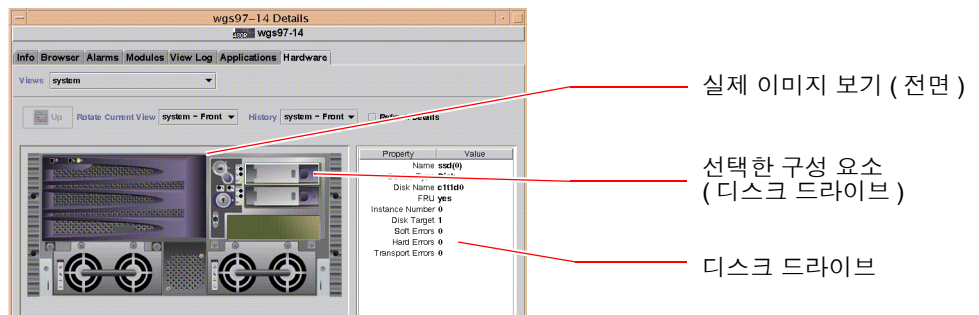 wgs97-14 Details
480R wgs97-14
Info Browser Alarms Modules View Log Applications Hardware
Views system
Up Rotate Current View system - Front History system - Front Refresh Details
실제 이미지 보기 ( 전면 )
Property Value
Name ssd(0)
Disk
Disk Name c1t1d0
FRU yes
Instance Number 0
Disk Target 1
Soft Errors 0
Hard Errors 0
Transport Errors 0
선택한 구성 요소
( 디스크 드라이브 )
디스크 드라이브